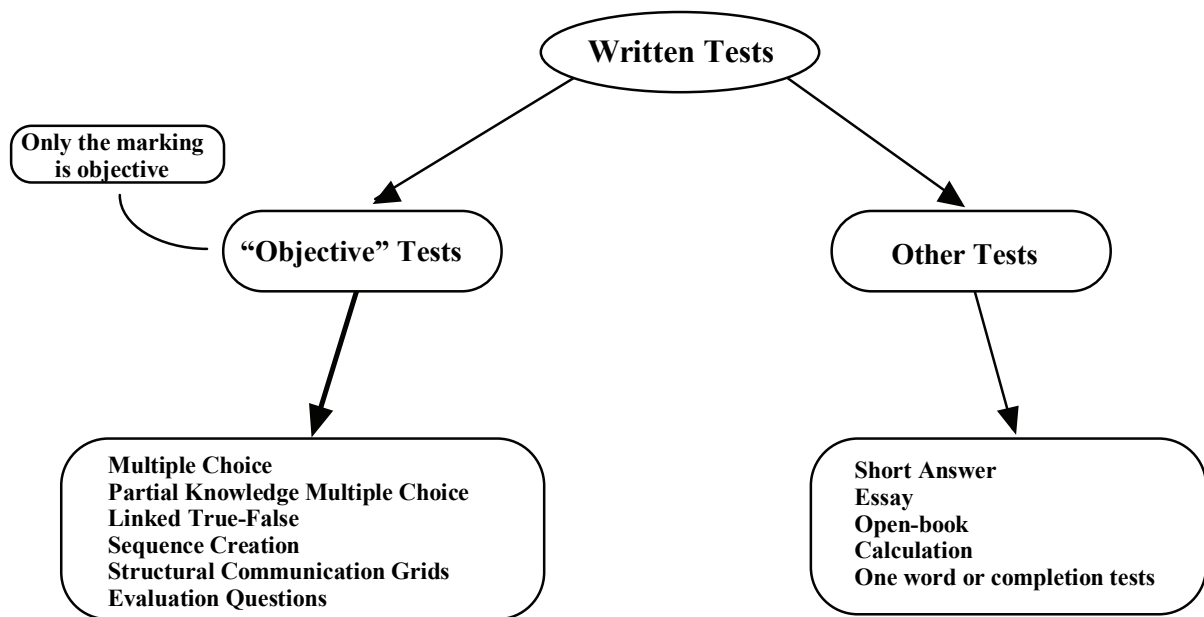 Written Tests
Only the marking
is objective
“Objective” Tests
Other Tests
Multiple Choice
Partial Knowledge Multiple Choice
Linked True-False
Sequence Creation
Structural Communication Grids
Evaluation Questions
Short Answer
Essay
Open-book
Calculation
One word or completion tests